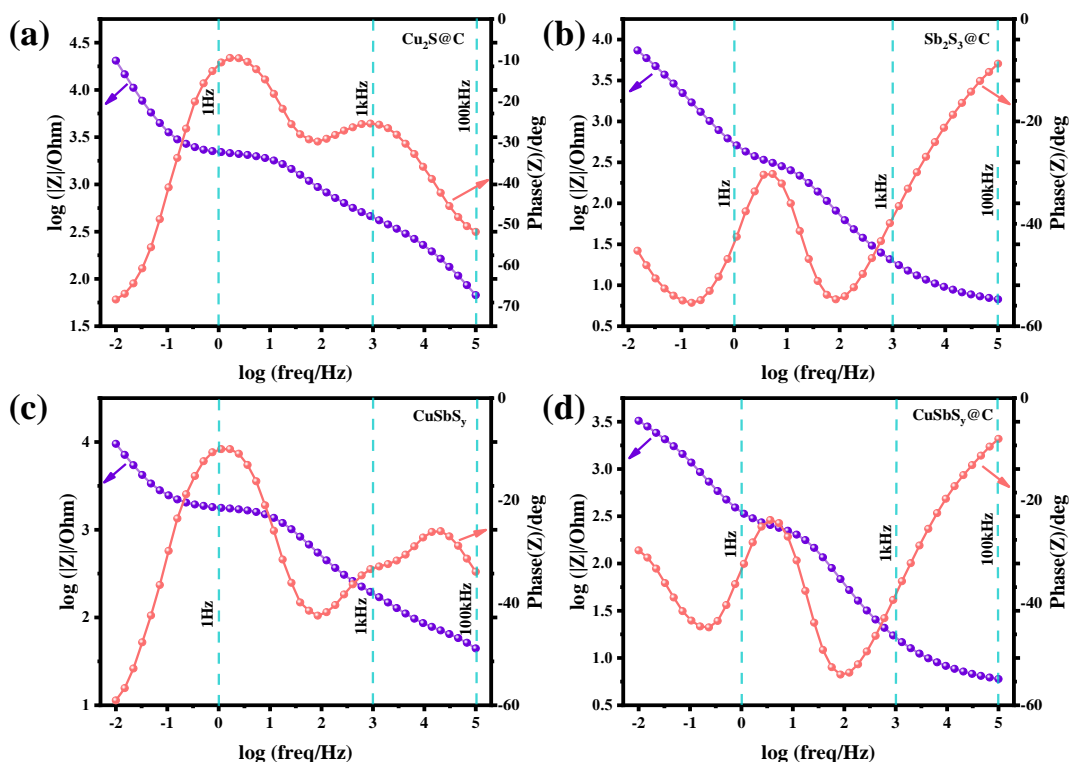 (a)
Cu₂S@C
log (|Z|/Ohm)
4.5
4.0
3.5
3.0
2.5
2.0
1.5
0
-10
-20
-30
-40
-50
-60
-70
Phase(Z)/deg
1Hz
1kHz
100kHz
-2 -1 0 1 2 3 4 5
log (freq/Hz)
(b)
Sb₂S₃@C
log (|Z|/Ohm)
4.0
3.5
3.0
2.5
2.0
1.5
1.0
0.5
0
-20
-40
-60
Phase(Z)/deg
1Hz
1kHz
100kHz
-2 -1 0 1 2 3 4 5
log (freq/Hz)
(c)
CuSbSᵧ
log (|Z|/Ohm)
4
3
2
1
0
-20
-40
-60
Phase(Z)/deg
1Hz
1kHz
100kHz
-2 -1 0 1 2 3 4 5
log (freq/Hz)
(d)
CuSbSᵧ@C
log (|Z|/Ohm)
3.5
3.0
2.5
2.0
1.5
1.0
0.5
0
-20
-40
-60
Phase(Z)/deg
1Hz
1kHz
100kHz
-2 -1 0 1 2 3 4 5
log (freq/Hz)